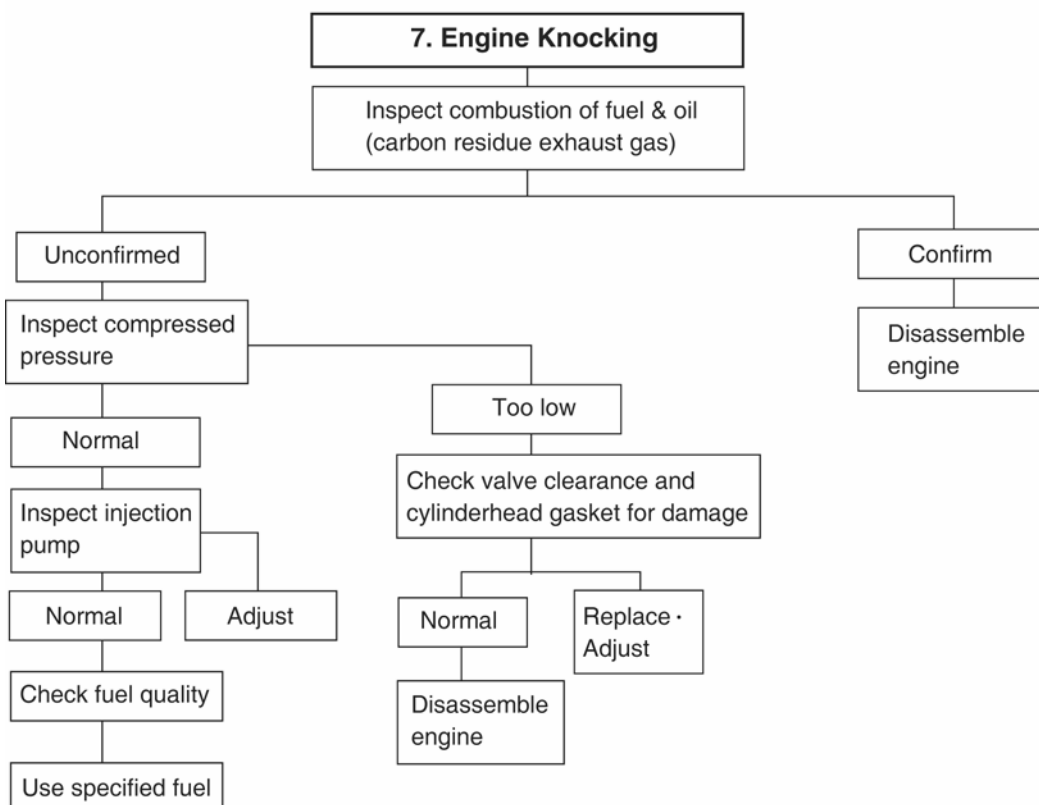 7. Engine Knocking
Inspect combustion of fuel & oil
(carbon residue exhaust gas)
Unconfirmed
Confirm
Inspect compressed
pressure
Disassemble
engine
Too low
Normal
Check valve clearance and
cylinderhead gasket for damage
Inspect injection
pump
Normal
Adjust
Normal
Replace ·
Adjust
Check fuel quality
Disassemble
engine
Use specified fuel